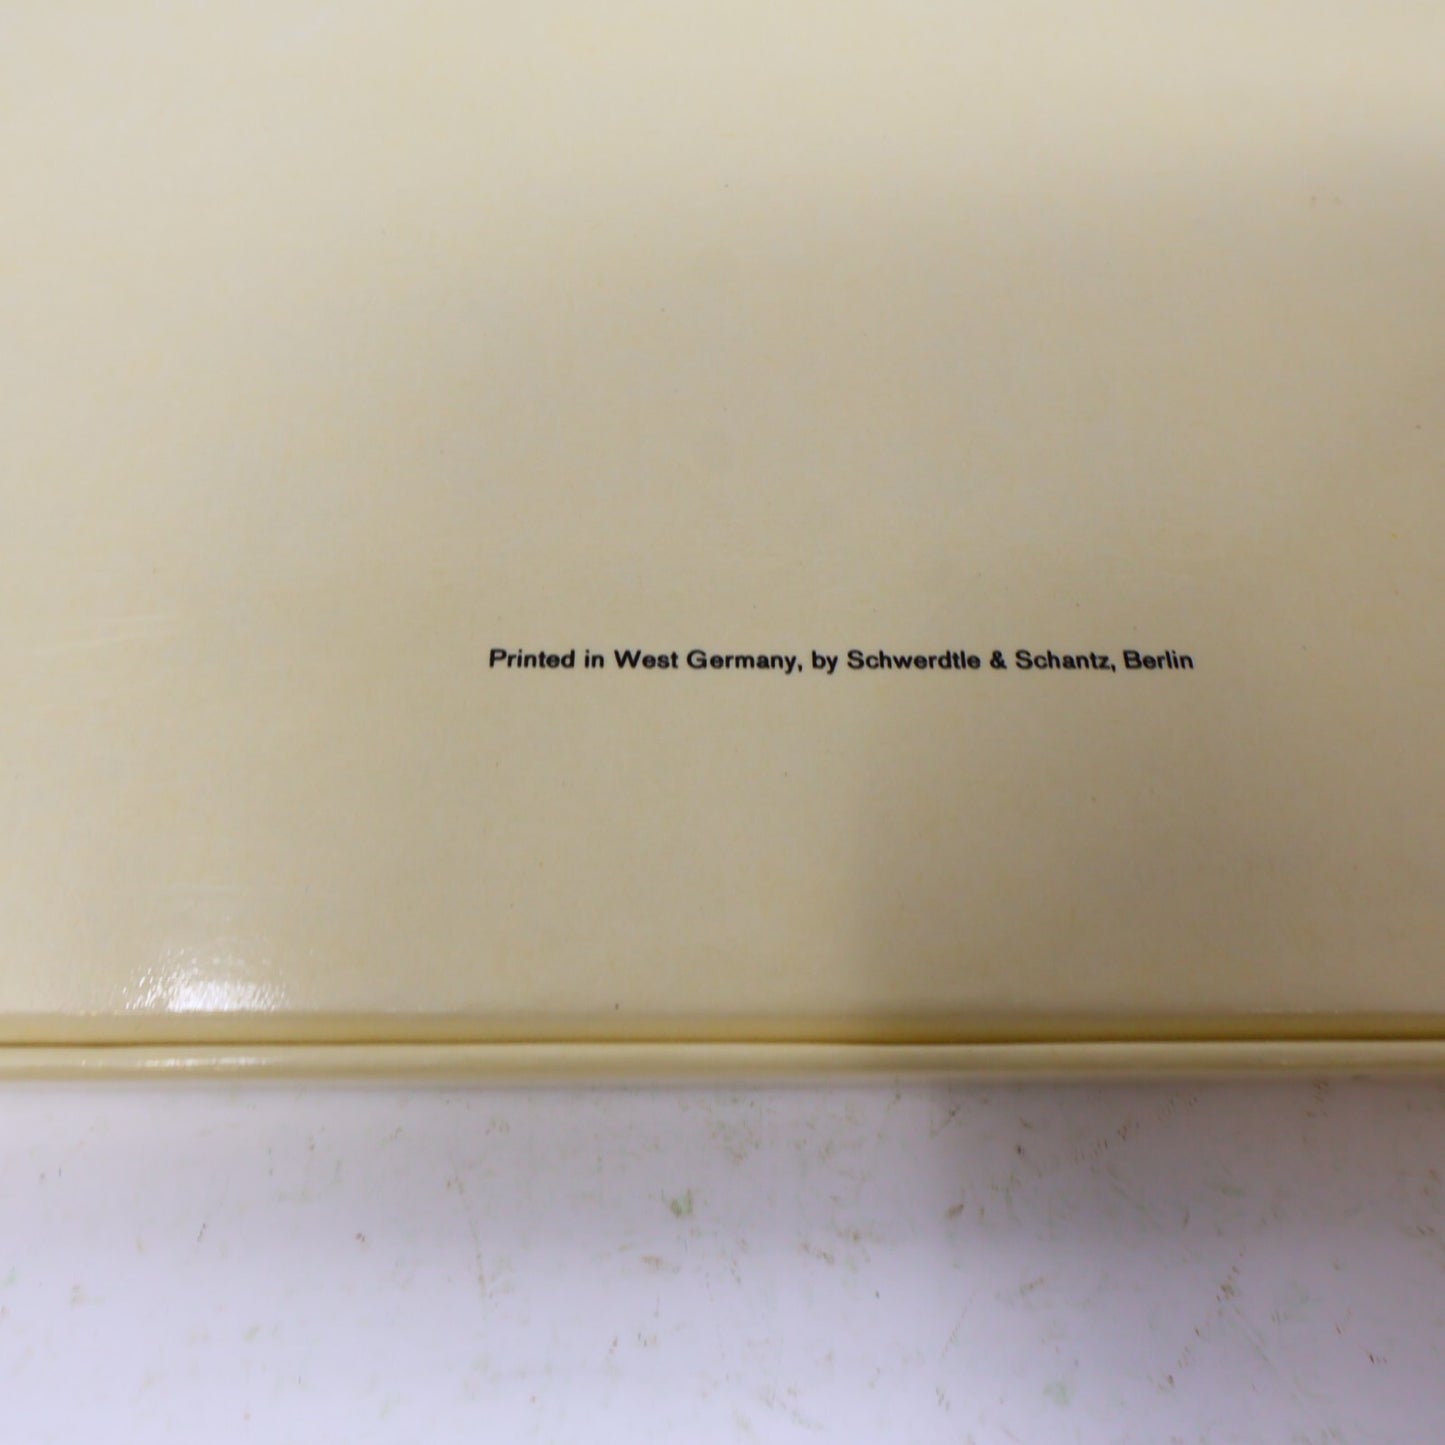 Printed in West Germany, by Schwerdtle & Schantz, Berlin